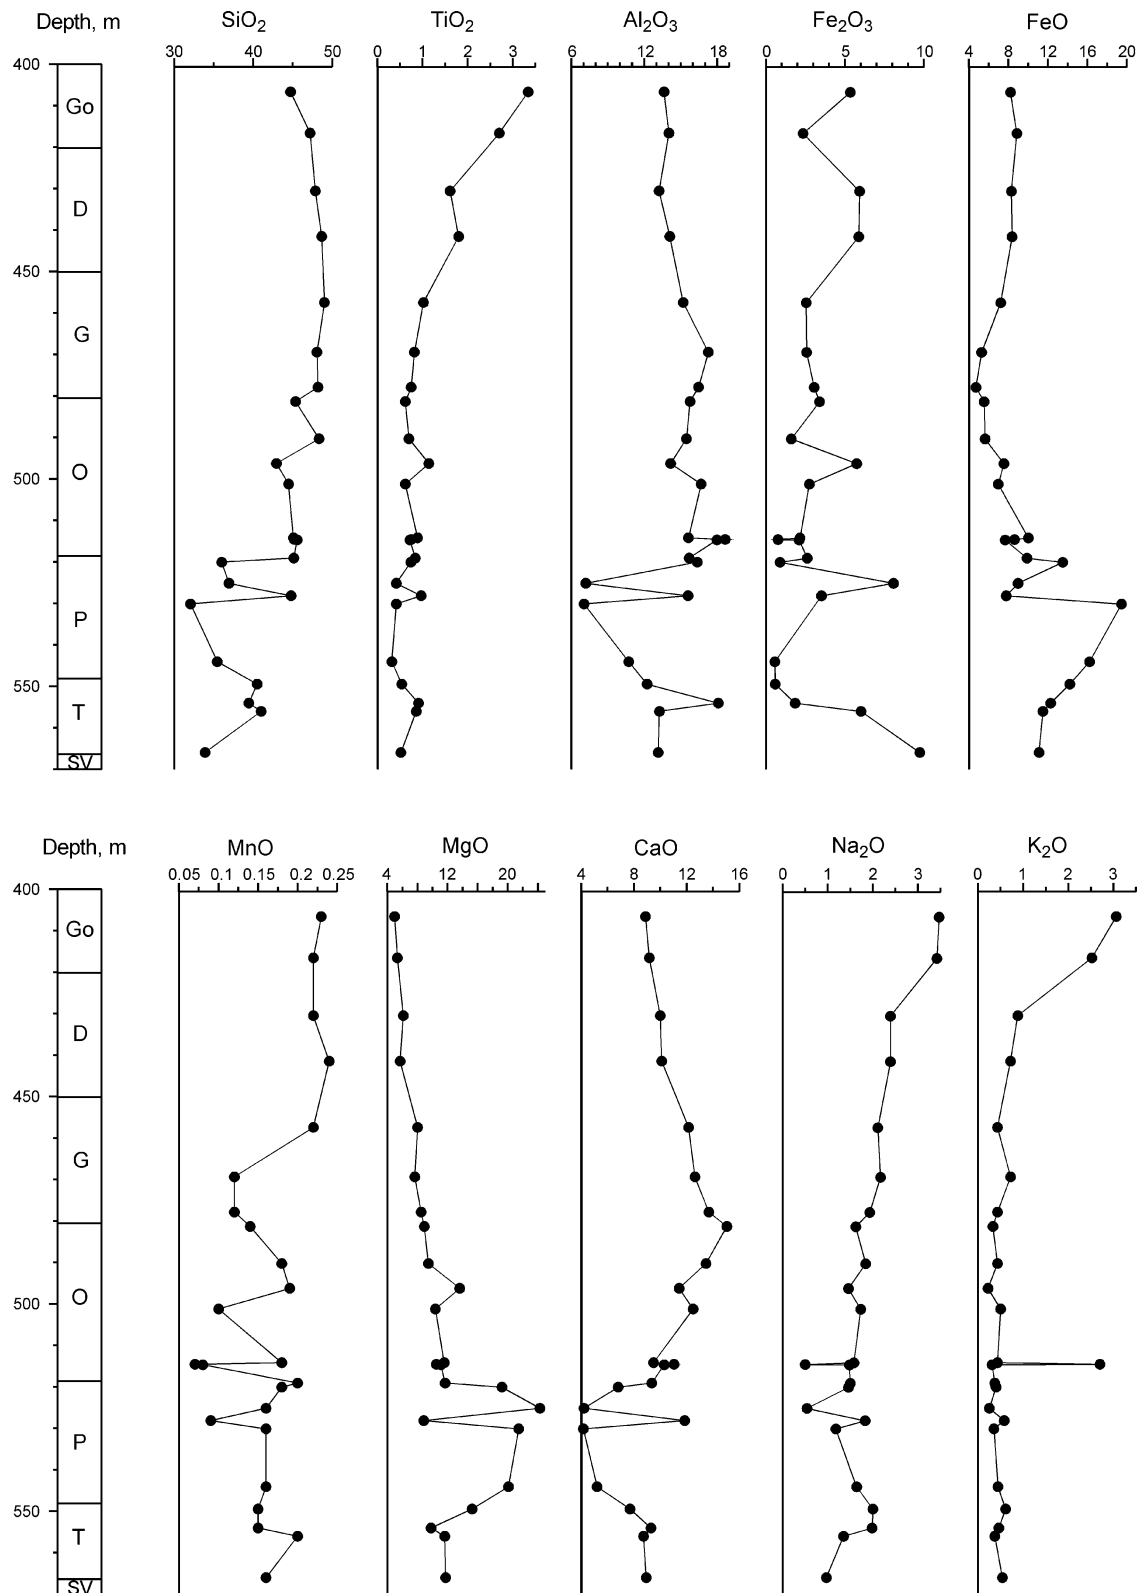 Depth, m SiO2 TiO2 Al2O3 Fe2O3 FeO
30 40 50 0 1 2 3 6 12 18 0 5 10 4 8 12 16 20
400
Go
D
450
G
O
500
P
550
T
SV
Depth, m MnO MgO CaO Na2O K2O
0.05 0.1 0.15 0.2 0.25 4 12 20 4 8 12 16 0 1 2 3 0 1 2 3
400
Go
D
450
G
O
500
P
550
T
SV